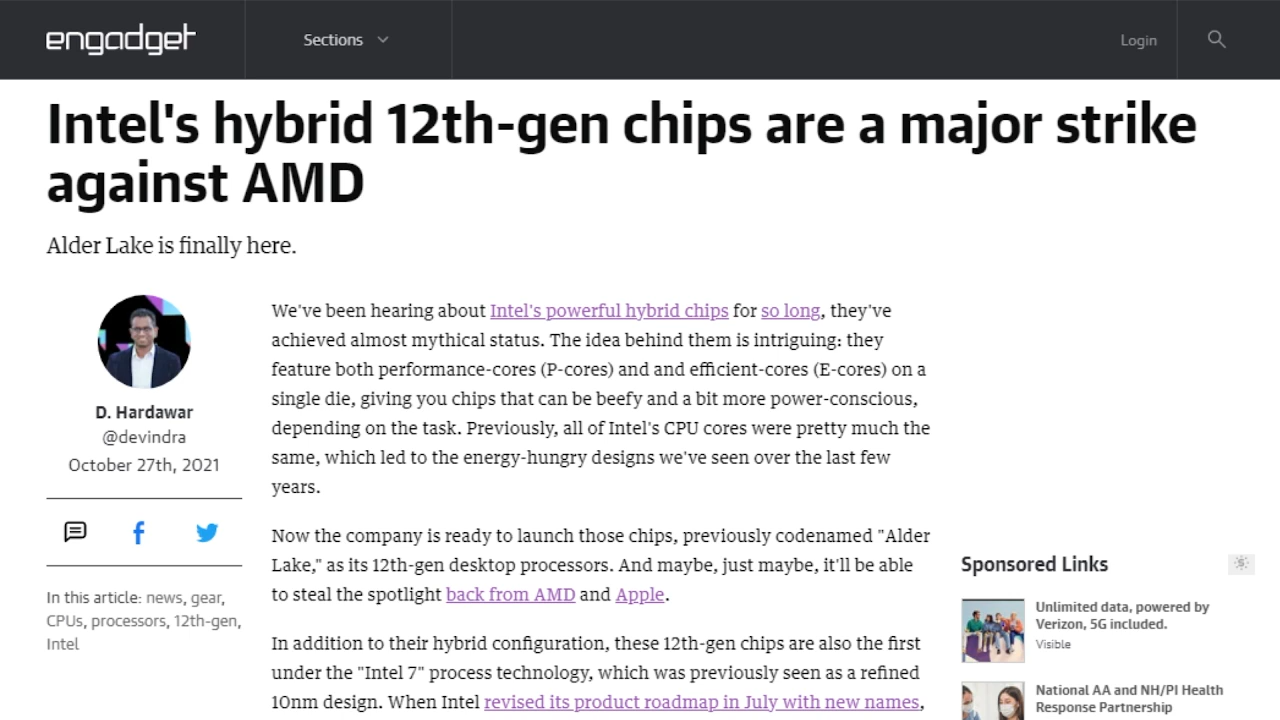 engadget
Sections
Login
Intel's hybrid 12th-gen chips are a major strike
against AMD
Alder Lake is finally here.
D. Hardawar
@devindra
October 27th, 2021
In this article: news, gear,
CPUs, processors, 12th-gen,
Intel
We've been hearing about Intel's powerful hybrid chips for so long, they've
achieved almost mythical status. The idea behind them is intriguing: they
feature both performance-cores (P-cores) and and efficient-cores (E-cores) on a
single die, giving you chips that can be beefy and a bit more power-conscious,
depending on the task. Previously, all of Intel's CPU cores were pretty much the
same, which led to the energy-hungry designs we've seen over the last few
years.
Now the company is ready to launch those chips, previously codenamed "Alder
Lake," as its 12th-gen desktop processors. And maybe, just maybe, it'll be able
to steal the spotlight back from AMD and Apple.
In addition to their hybrid configuration, these 12th-gen chips are also the first
under the "Intel 7" process technology, which was previously seen as a refined
10nm design. When Intel revised its product roadmap in July with new names,
Sponsored Links
Unlimited data, powered by
Verizon, 5G included.
Visible
National AA and NH/PI Health
Response Partnership